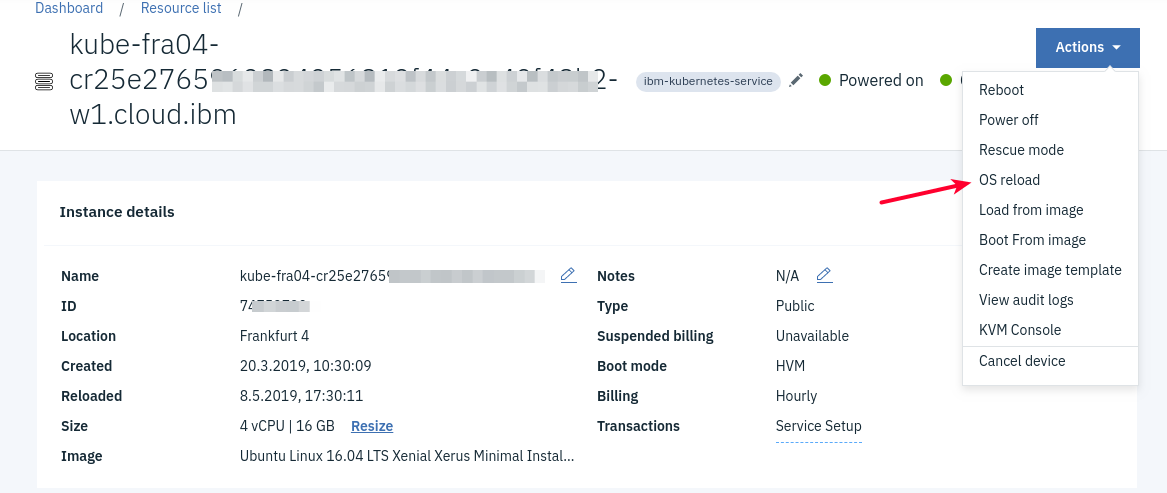 Dashboard / Resource list /
kube-fra04-
cr25e2765 2-
w1.cloud.ibm
ibm-kubernetes-service
Powered on
Actions
Reboot
Power off
Rescue mode
OS reload
Load from image
Boot From image
Create image template
View audit logs
KVM Console
Cancel device
Instance details
Name kube-fra04-cr25e2765
ID 74
Location Frankfurt 4
Created 20.3.2019, 10:30:09
Reloaded 8.5.2019, 17:30:11
Size 4 vCPU | 16 GB Resize
Image Ubuntu Linux 16.04 LTS Xenial Xerus Minimal Instal...
Notes N/A
Type Public
Suspended billing Unavailable
Boot mode HVM
Billing Hourly
Transactions Service Setup